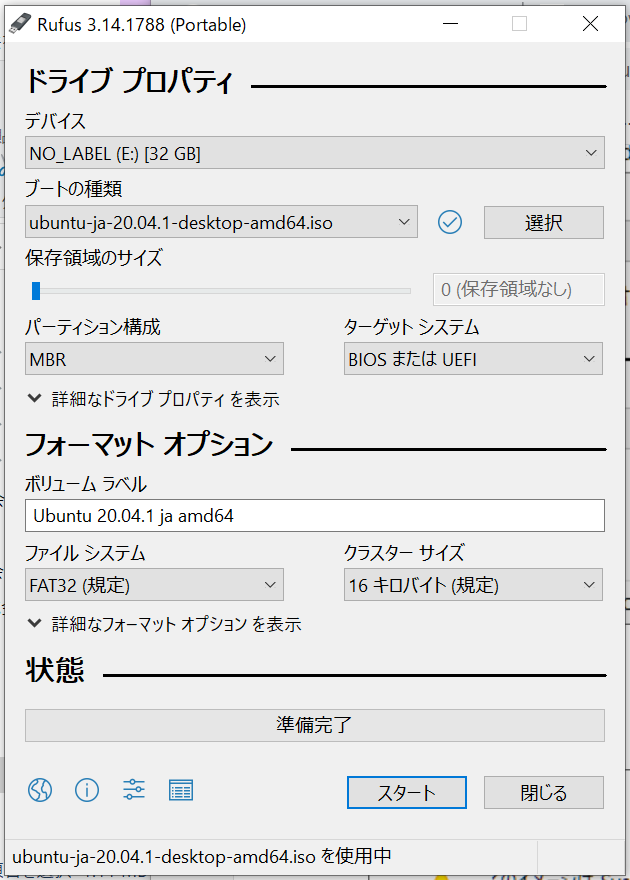 Rufus 3.14.1788 (Portable)
ドライブ プロパティ
デバイス
NO_LABEL (E:) [32 GB]
ブートの種類
ubuntu-ja-20.04.1-desktop-amd64.iso
選択
保存領域のサイズ
0 (保存領域なし)
パーティション構成
ターゲット システム
MBR
BIOS または UEFI
詳細なドライブ プロパティ を表示
フォーマット オプション
ボリューム ラベル
Ubuntu 20.04.1 ja amd64
ファイル システム
クラスター サイズ
FAT32 (規定)
16 キロバイト (規定)
詳細なフォーマット オプション を表示
状態
準備完了
スタート
閉じる
ubuntu-ja-20.04.1-desktop-amd64.iso を使用中